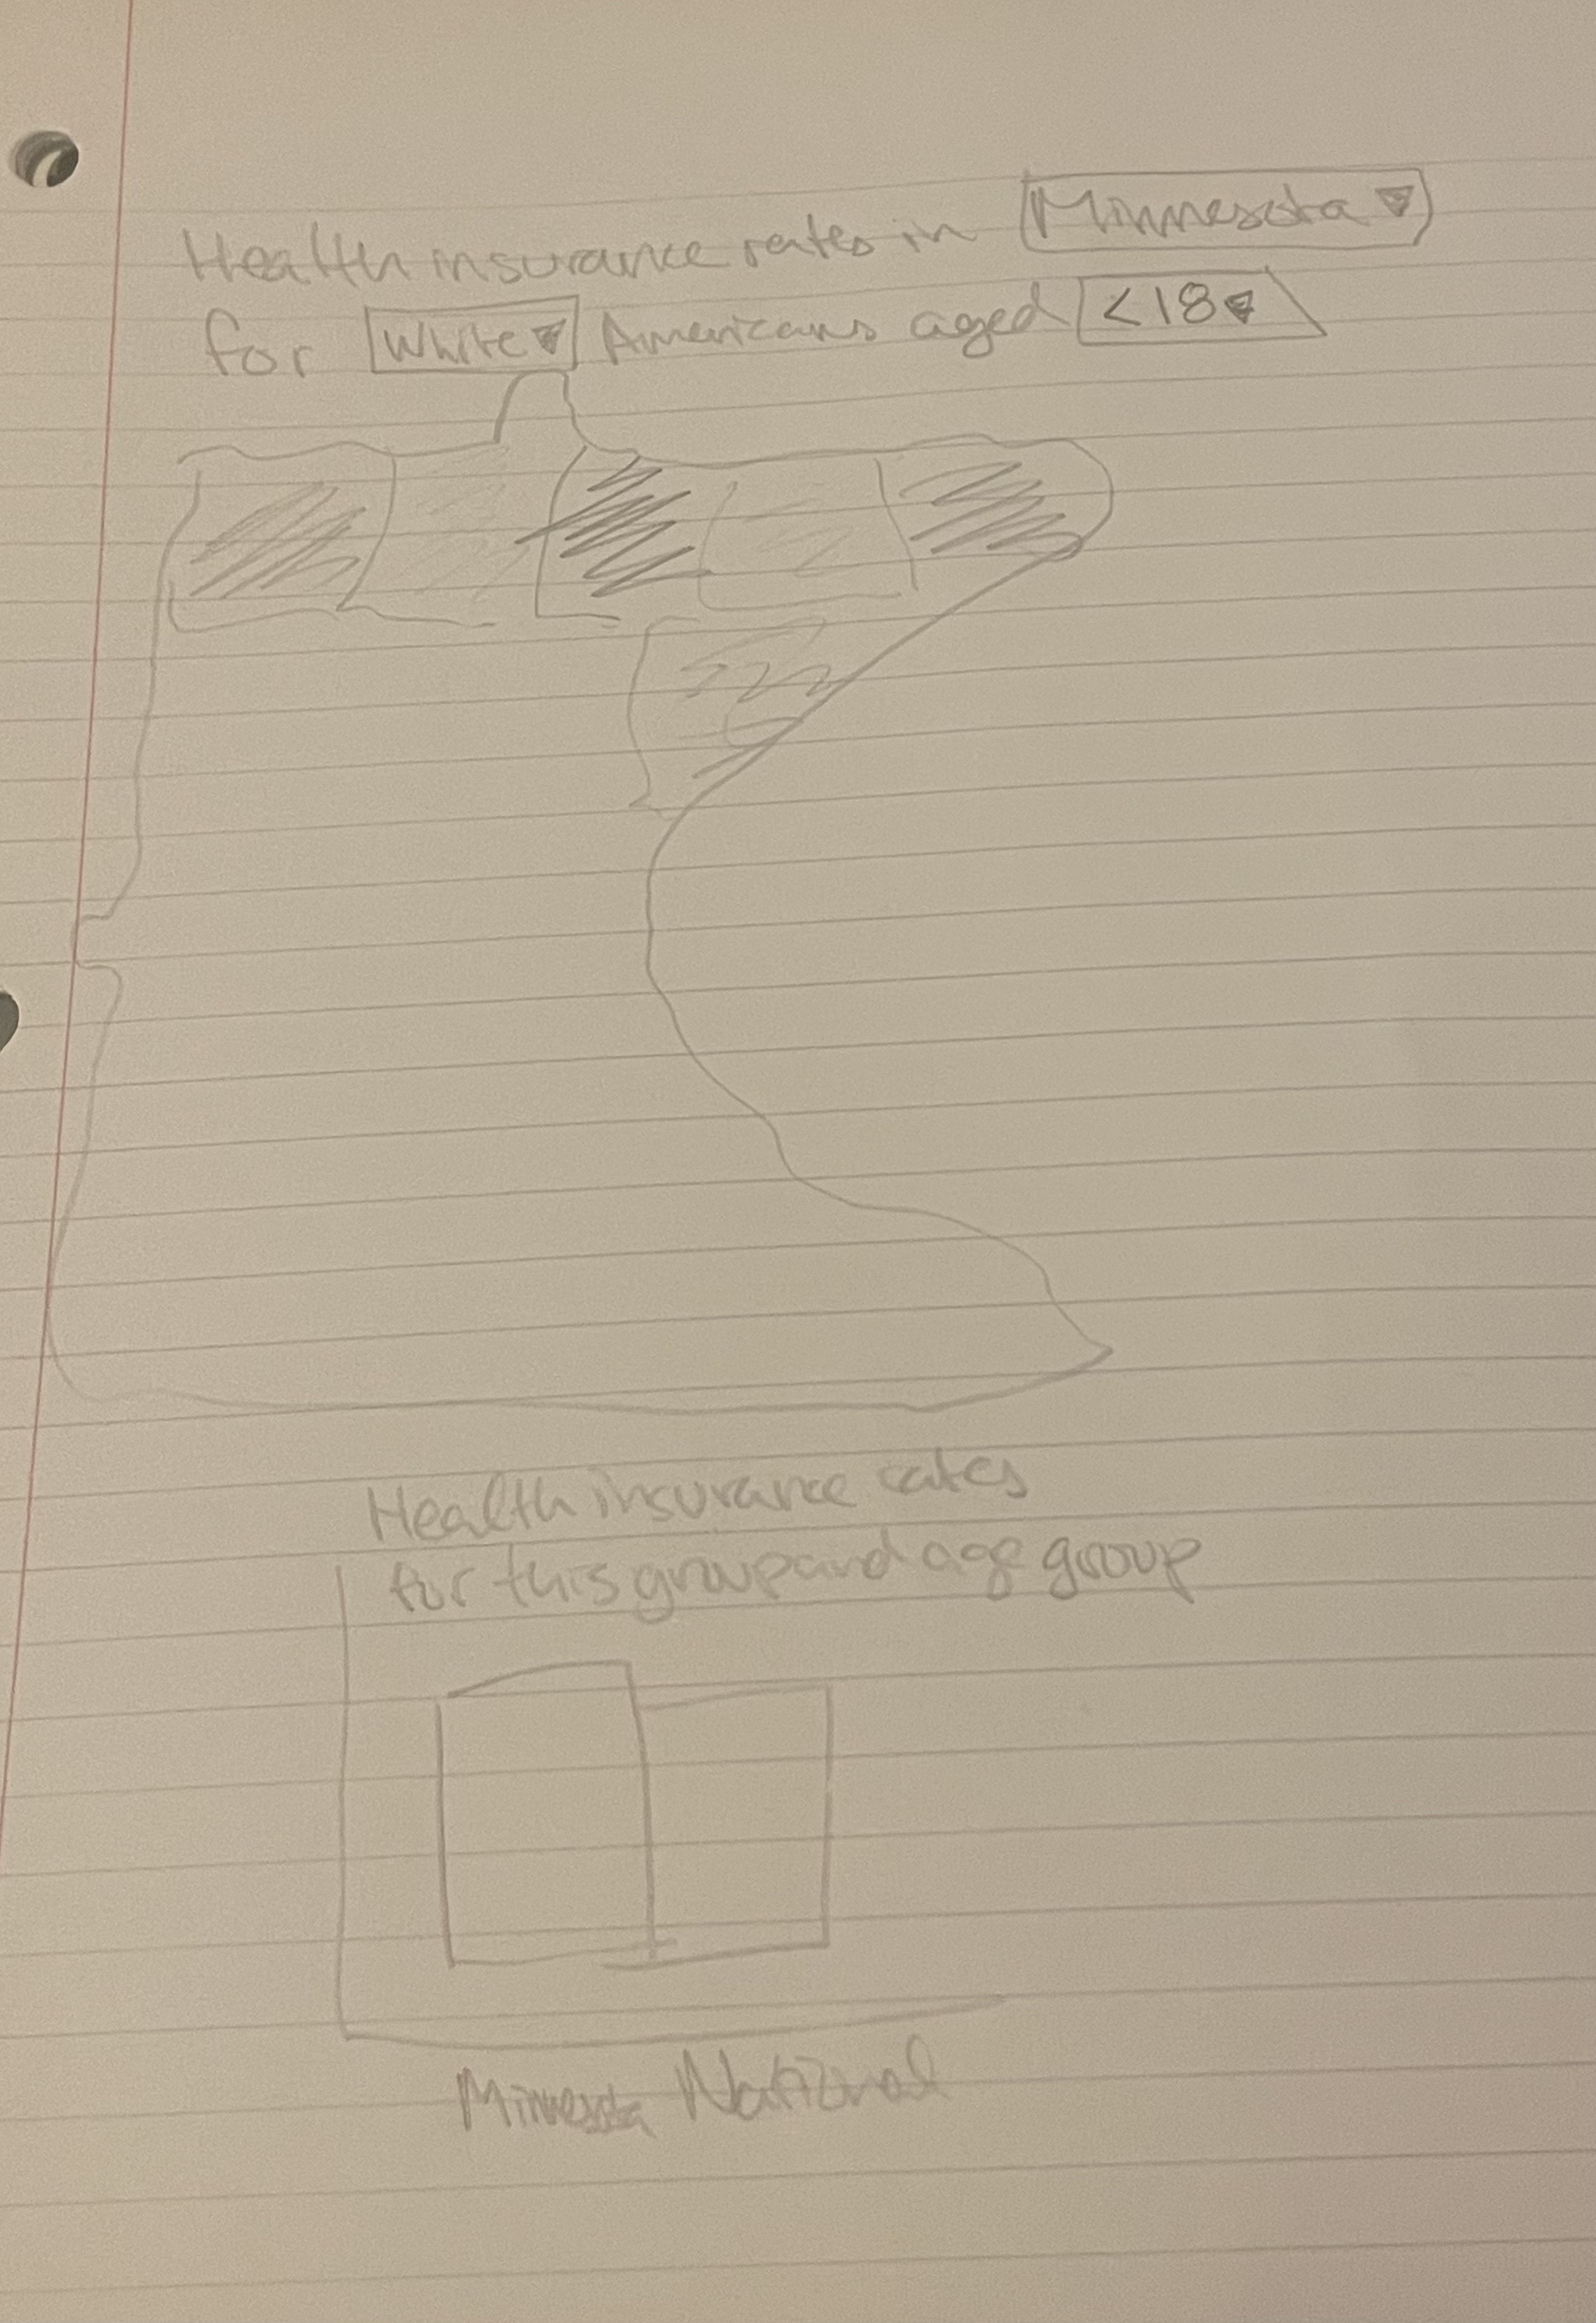 Health insurance rates in Minnesota
for White Americans aged <18
Health insurance rates
for this group and age group
Minnesota National